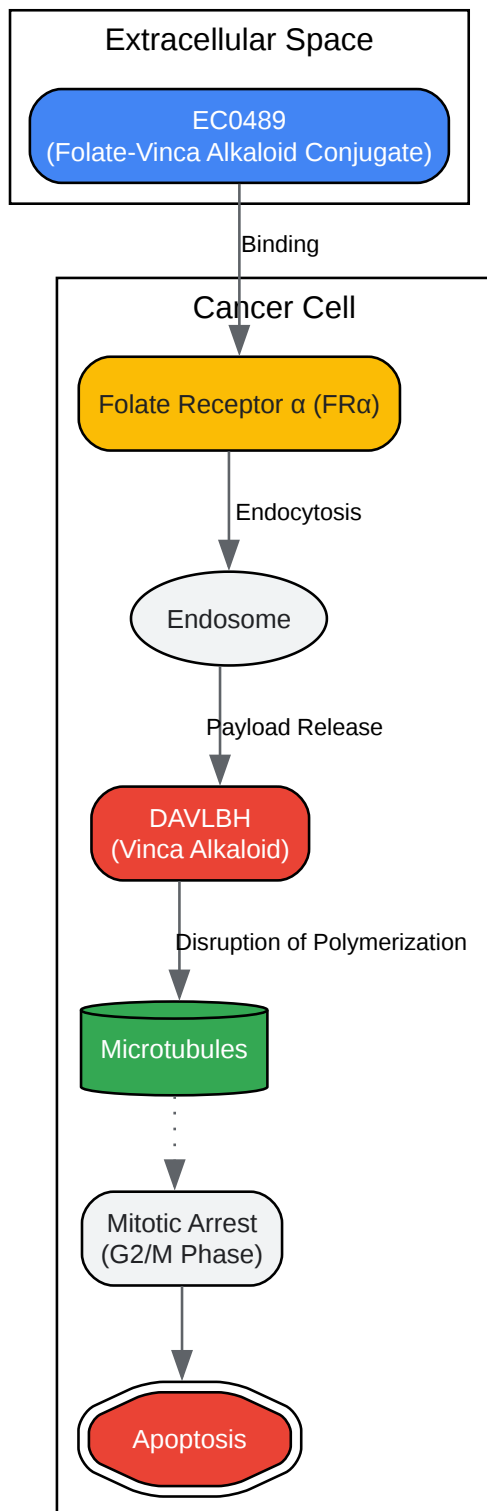 Extracellular Space
EC0489
(Folate-Vinca Alkaloid Conjugate)
Binding
Cancer Cell
Folate Receptor α (FRα)
Endocytosis
Endosome
Payload Release
DAVLBH
(Vinca Alkaloid)
Disruption of Polymerization
Microtubules
Mitotic Arrest
(G2/M Phase)
Apoptosis